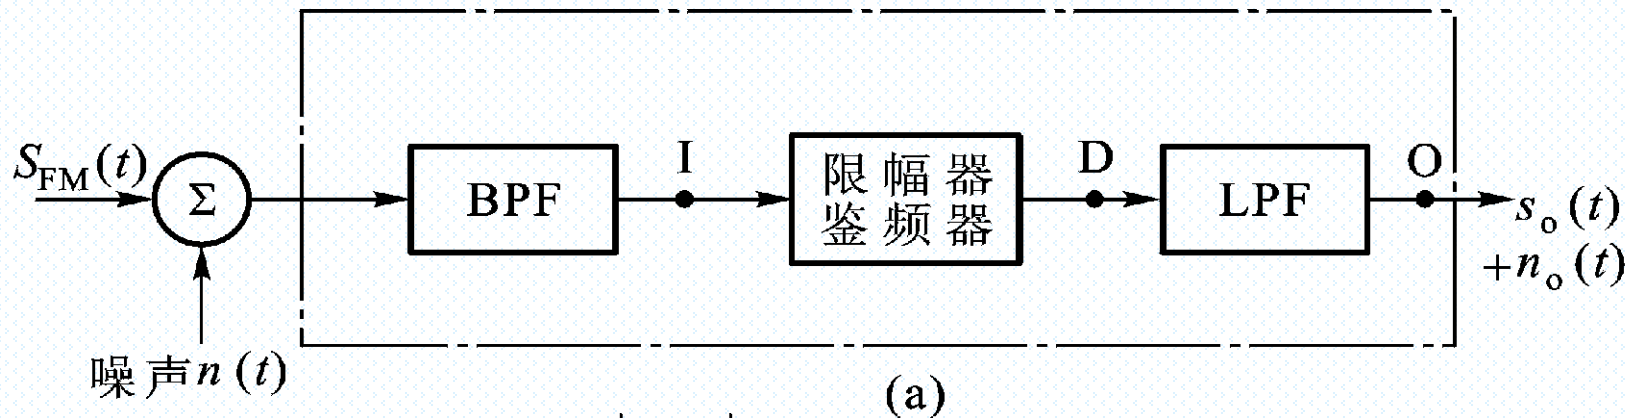 S_FM(t)
Σ
噪声n(t)
BPF
I
限幅器
鉴频器
D
LPF
O
s_o(t)
+n_o(t)
(a)